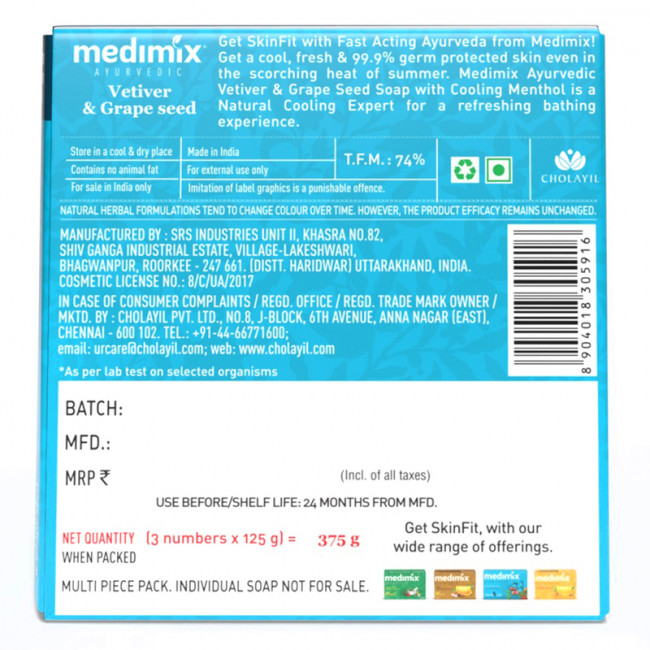 medimix
AYURVEDIC
Vetiver
& Grape seed
Get SkinFit with Fast Acting Ayurveda from Medimix!
Get a cool, fresh & 99.9% germ protected skin even in
the scorching heat of summer. Medimix Ayurvedic
Vetiver & Grape Seed Soap with Cooling Menthol is a
Natural Cooling Expert for a refreshing bathing
experience.
Store in a cool & dry place
Made in India
T.F.M. : 74%
Contains no animal fat
For external use only
For sale in India only
Imitation of label graphics is a punishable offence.
CHOLAYIL
NATURAL HERBAL FORMULATIONS TEND TO CHANGE COLOUR OVER TIME. HOWEVER, THE PRODUCT EFFICACY REMAINS UNCHANGED.
MANUFACTURED BY : SRS INDUSTRIES UNIT II, KHASRA NO.82,
SHIV GANGA INDUSTRIAL ESTATE, VILLAGE-LAKESHWARI,
BHAGWANPUR, ROORKEE - 247 661. (DISTT. HARIDWAR) UTTARAKHAND, INDIA.
COSMETIC LICENSE NO.: 8/C/UA/2017
IN CASE OF CONSUMER COMPLAINTS / REGD. OFFICE / REGD. TRADE MARK OWNER /
MKTD. BY : CHOLAYIL PVT. LTD., NO.8, J-BLOCK, 6TH AVENUE, ANNA NAGAR (EAST),
CHENNAI - 600 102. TEL.: +91-44-66771600;
email: urcare@cholayil.com; web: www.cholayil.com
8 904018 305916
*As per lab test on selected organisms
BATCH:
MFD.:
MRP ₹
(Incl. of all taxes)
USE BEFORE/SHELF LIFE: 24 MONTHS FROM MFD.
NET QUANTITY (3 numbers x 125 g) = 375 g
WHEN PACKED
Get SkinFit, with our
wide range of offerings.
MULTI PIECE PACK. INDIVIDUAL SOAP NOT FOR SALE.
medimix
medimix
medimix
medimix